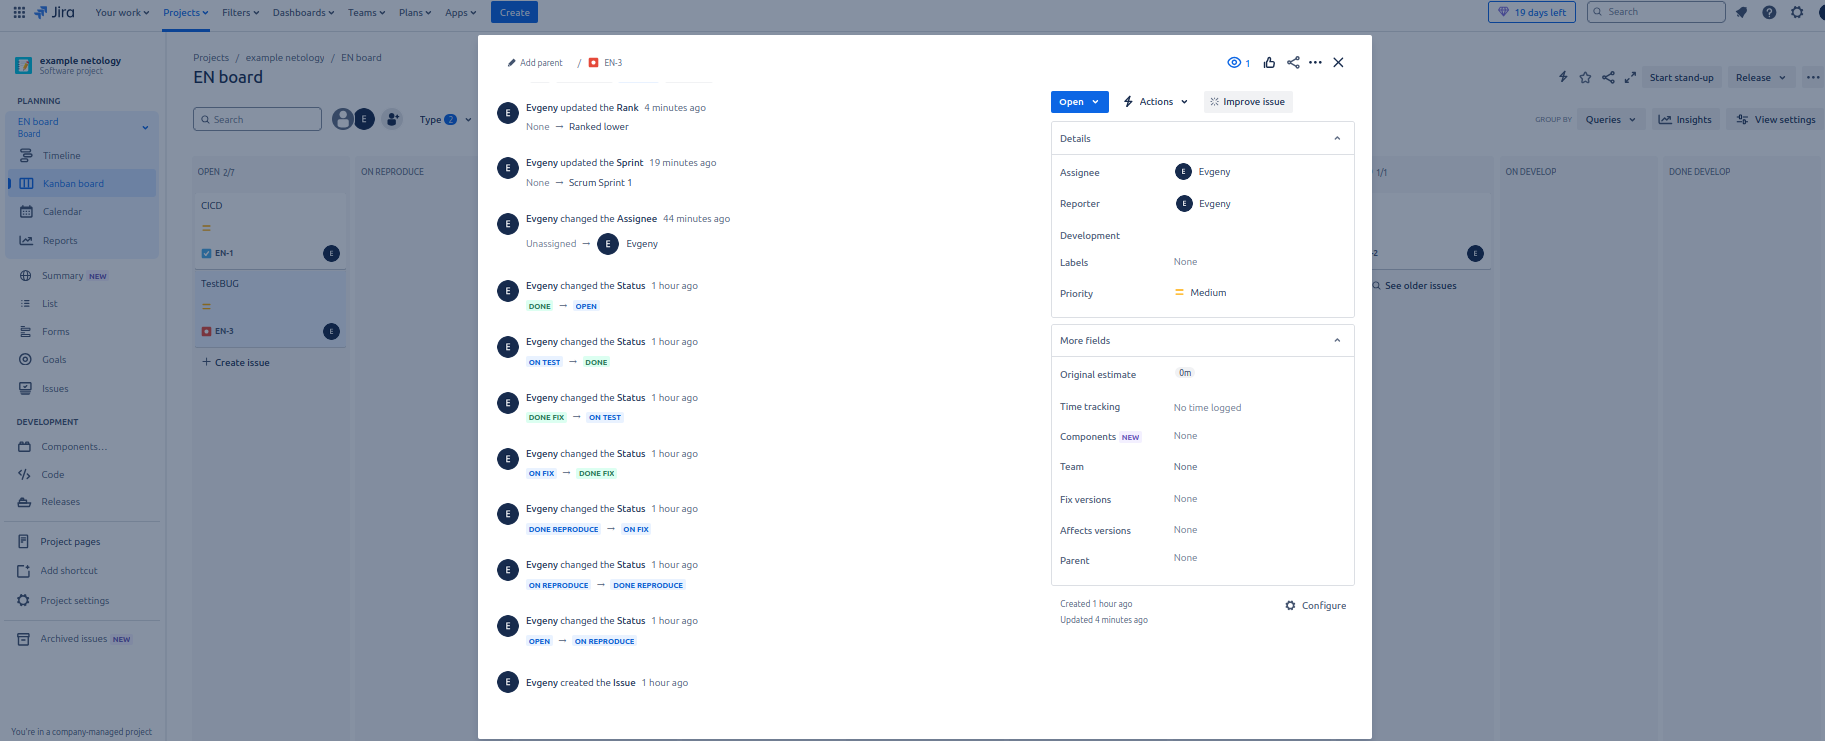 Jira
Your work
Projects
Filters
Dashboards
Teams
Plans
Apps
Create
19 days left
Search
example netology
Software project
PLANNING
EN board
Board
Timeline
Kanban board
Calendar
Reports
Summary NEW
List
Forms
Goals
Issues
DEVELOPMENT
Components...
Code
Releases
Project pages
Add shortcut
Project settings
Archived issues NEW
You're in a company-managed project
Projects / example netology / EN board
EN board
Search
E
Type 2
OPEN 2/7
CICD
EN-1
E
TestBUG
EN-3
E
+ Create issue
ON REPRODUCE
Add parent / EN-3
1
E
Evgeny updated the Rank 4 minutes ago
None → Ranked lower
E
Evgeny updated the Sprint 19 minutes ago
None → Scrum Sprint 1
E
Evgeny changed the Assignee 44 minutes ago
Unassigned → E Evgeny
E
Evgeny changed the Status 1 hour ago
DONE → OPEN
E
Evgeny changed the Status 1 hour ago
ON TEST → DONE
E
Evgeny changed the Status 1 hour ago
DONE FIX → ON TEST
E
Evgeny changed the Status 1 hour ago
ON FIX → DONE FIX
E
Evgeny changed the Status 1 hour ago
DONE REPRODUCE → ON FIX
E
Evgeny changed the Status 1 hour ago
ON REPRODUCE → DONE REPRODUCE
E
Evgeny changed the Status 1 hour ago
OPEN → ON REPRODUCE
E
Evgeny created the Issue 1 hour ago
Open
Actions
Improve issue
Details
Assignee E Evgeny
Reporter E Evgeny
Development
Labels None
Priority Medium
More fields
Original estimate 0m
Time tracking No time logged
Components NEW None
Team None
Fix versions None
Affects versions None
Parent None
Created 1 hour ago
Updated 4 minutes ago
Configure
Start stand-up
Release
GROUP BY
Queries
Insights
View settings
1/1
-2
E
See older issues
ON DEVELOP
DONE DEVELOP